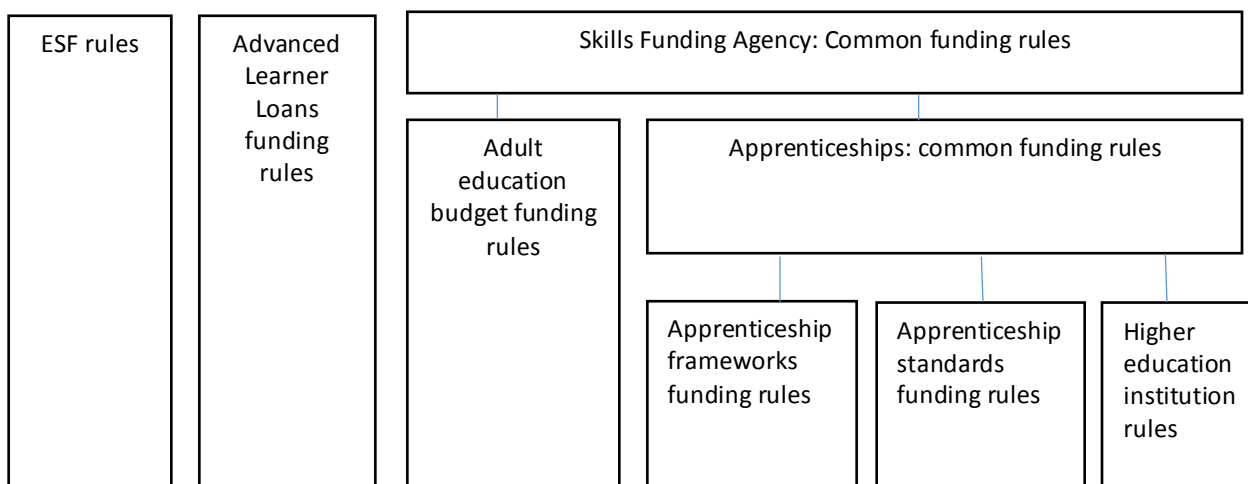 ESF rules
Advanced
Learner
Loans
funding
rules
Skills Funding Agency: Common funding rules
Adult
education
budget funding
rules
Apprenticeships: common funding rules
Apprenticeship
frameworks
funding rules
Apprenticeship
standards
funding rules
Higher
education
institution
rules